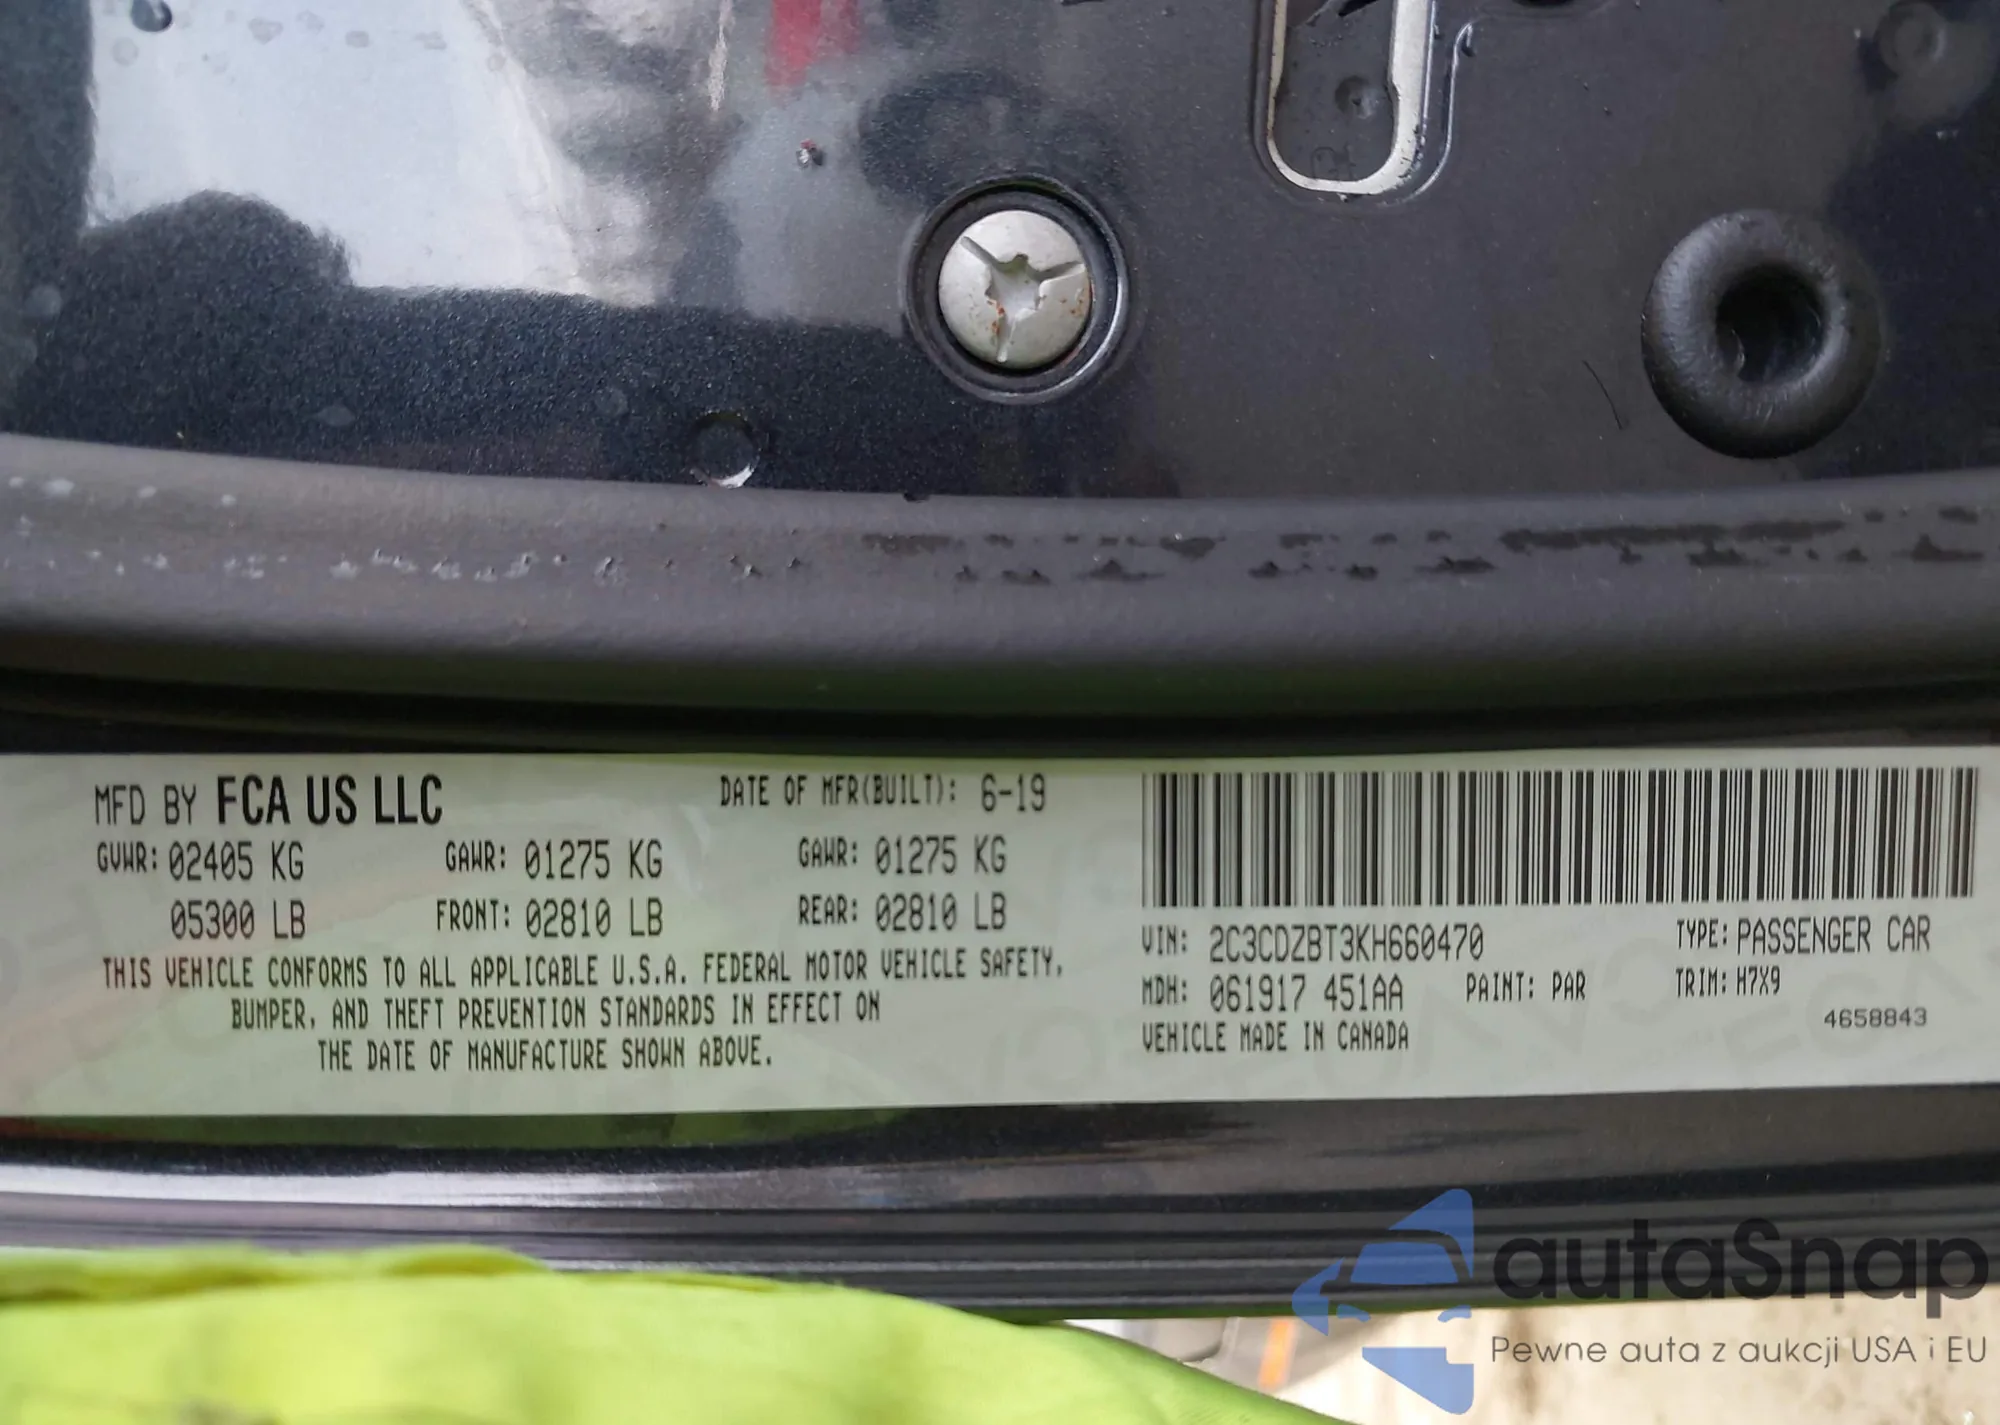 MFD BY FCA US LLC DATE OF MFR(BUILT): 6-19
GVWR: 02405 KG GAWR: 01275 KG GAWR: 01275 KG
05300 LB FRONT: 02810 LB REAR: 02810 LB
THIS VEHICLE CONFORMS TO ALL APPLICABLE U.S.A. FEDERAL MOTOR VEHICLE SAFETY,
BUMPER, AND THEFT PREVENTION STANDARDS IN EFFECT ON
THE DATE OF MANUFACTURE SHOWN ABOVE.
VIN: 2C3CDZBT3KH660470 TYPE: PASSENGER CAR
MDH: 061917 451AA PAINT: PAR TRIM: H7X9
VEHICLE MADE IN CANADA 4658843
autaSnap
Pewne auta z aukcji USA i EU